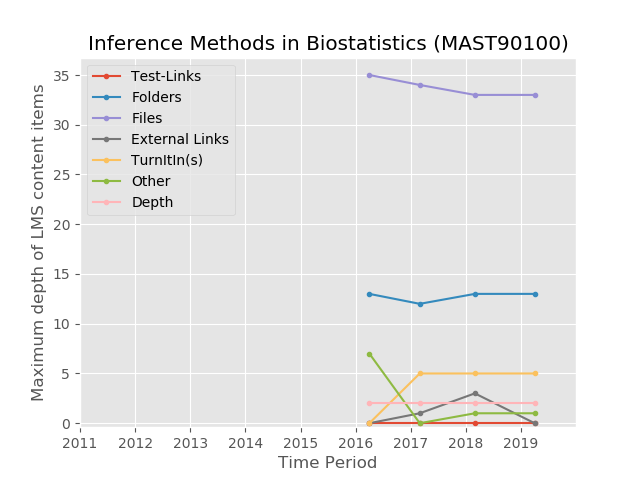 Inference Methods in Biostatistics (MAST90100)
Maximum depth of LMS content items
35
30
25
20
15
10
5
0
Test-Links
Folders
Files
External Links
TurnItIn(s)
Other
Depth
2011 2012 2013 2014 2015 2016 2017 2018 2019
Time Period